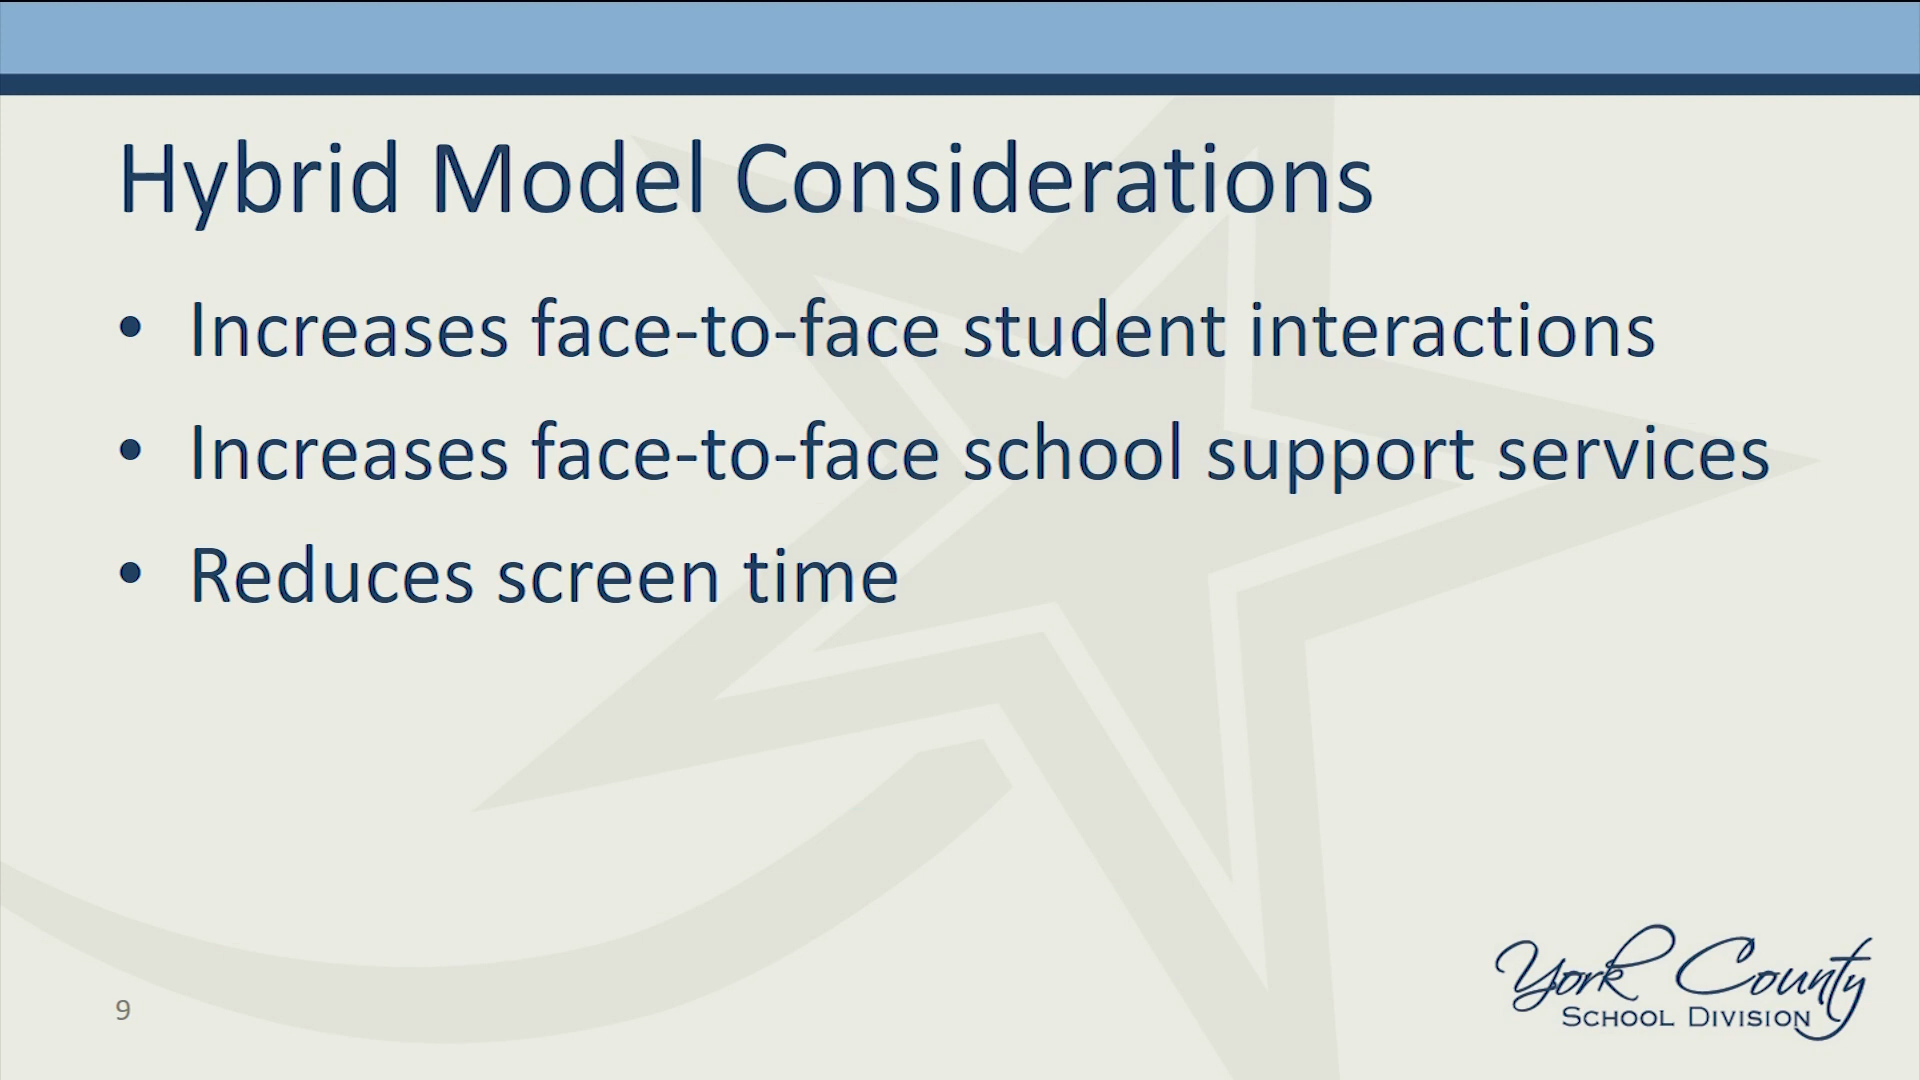 Hybrid Model Considerations
• Increases face-to-face student interactions
• Increases face-to-face school support services
• Reduces screen time
9
York County
SCHOOL DIVISION